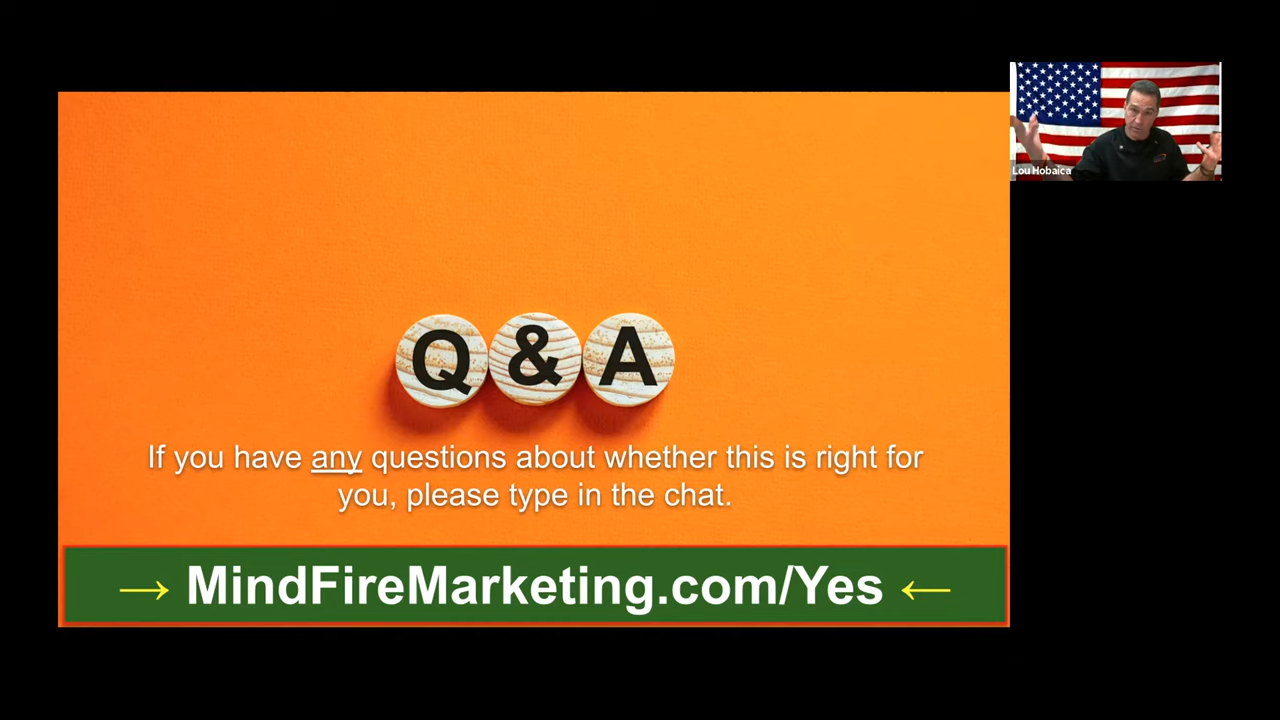 Lou Hobaica
Q & A
If you have any questions about whether this is right for
you, please type in the chat.
→ MindFireMarketing.com/Yes ←